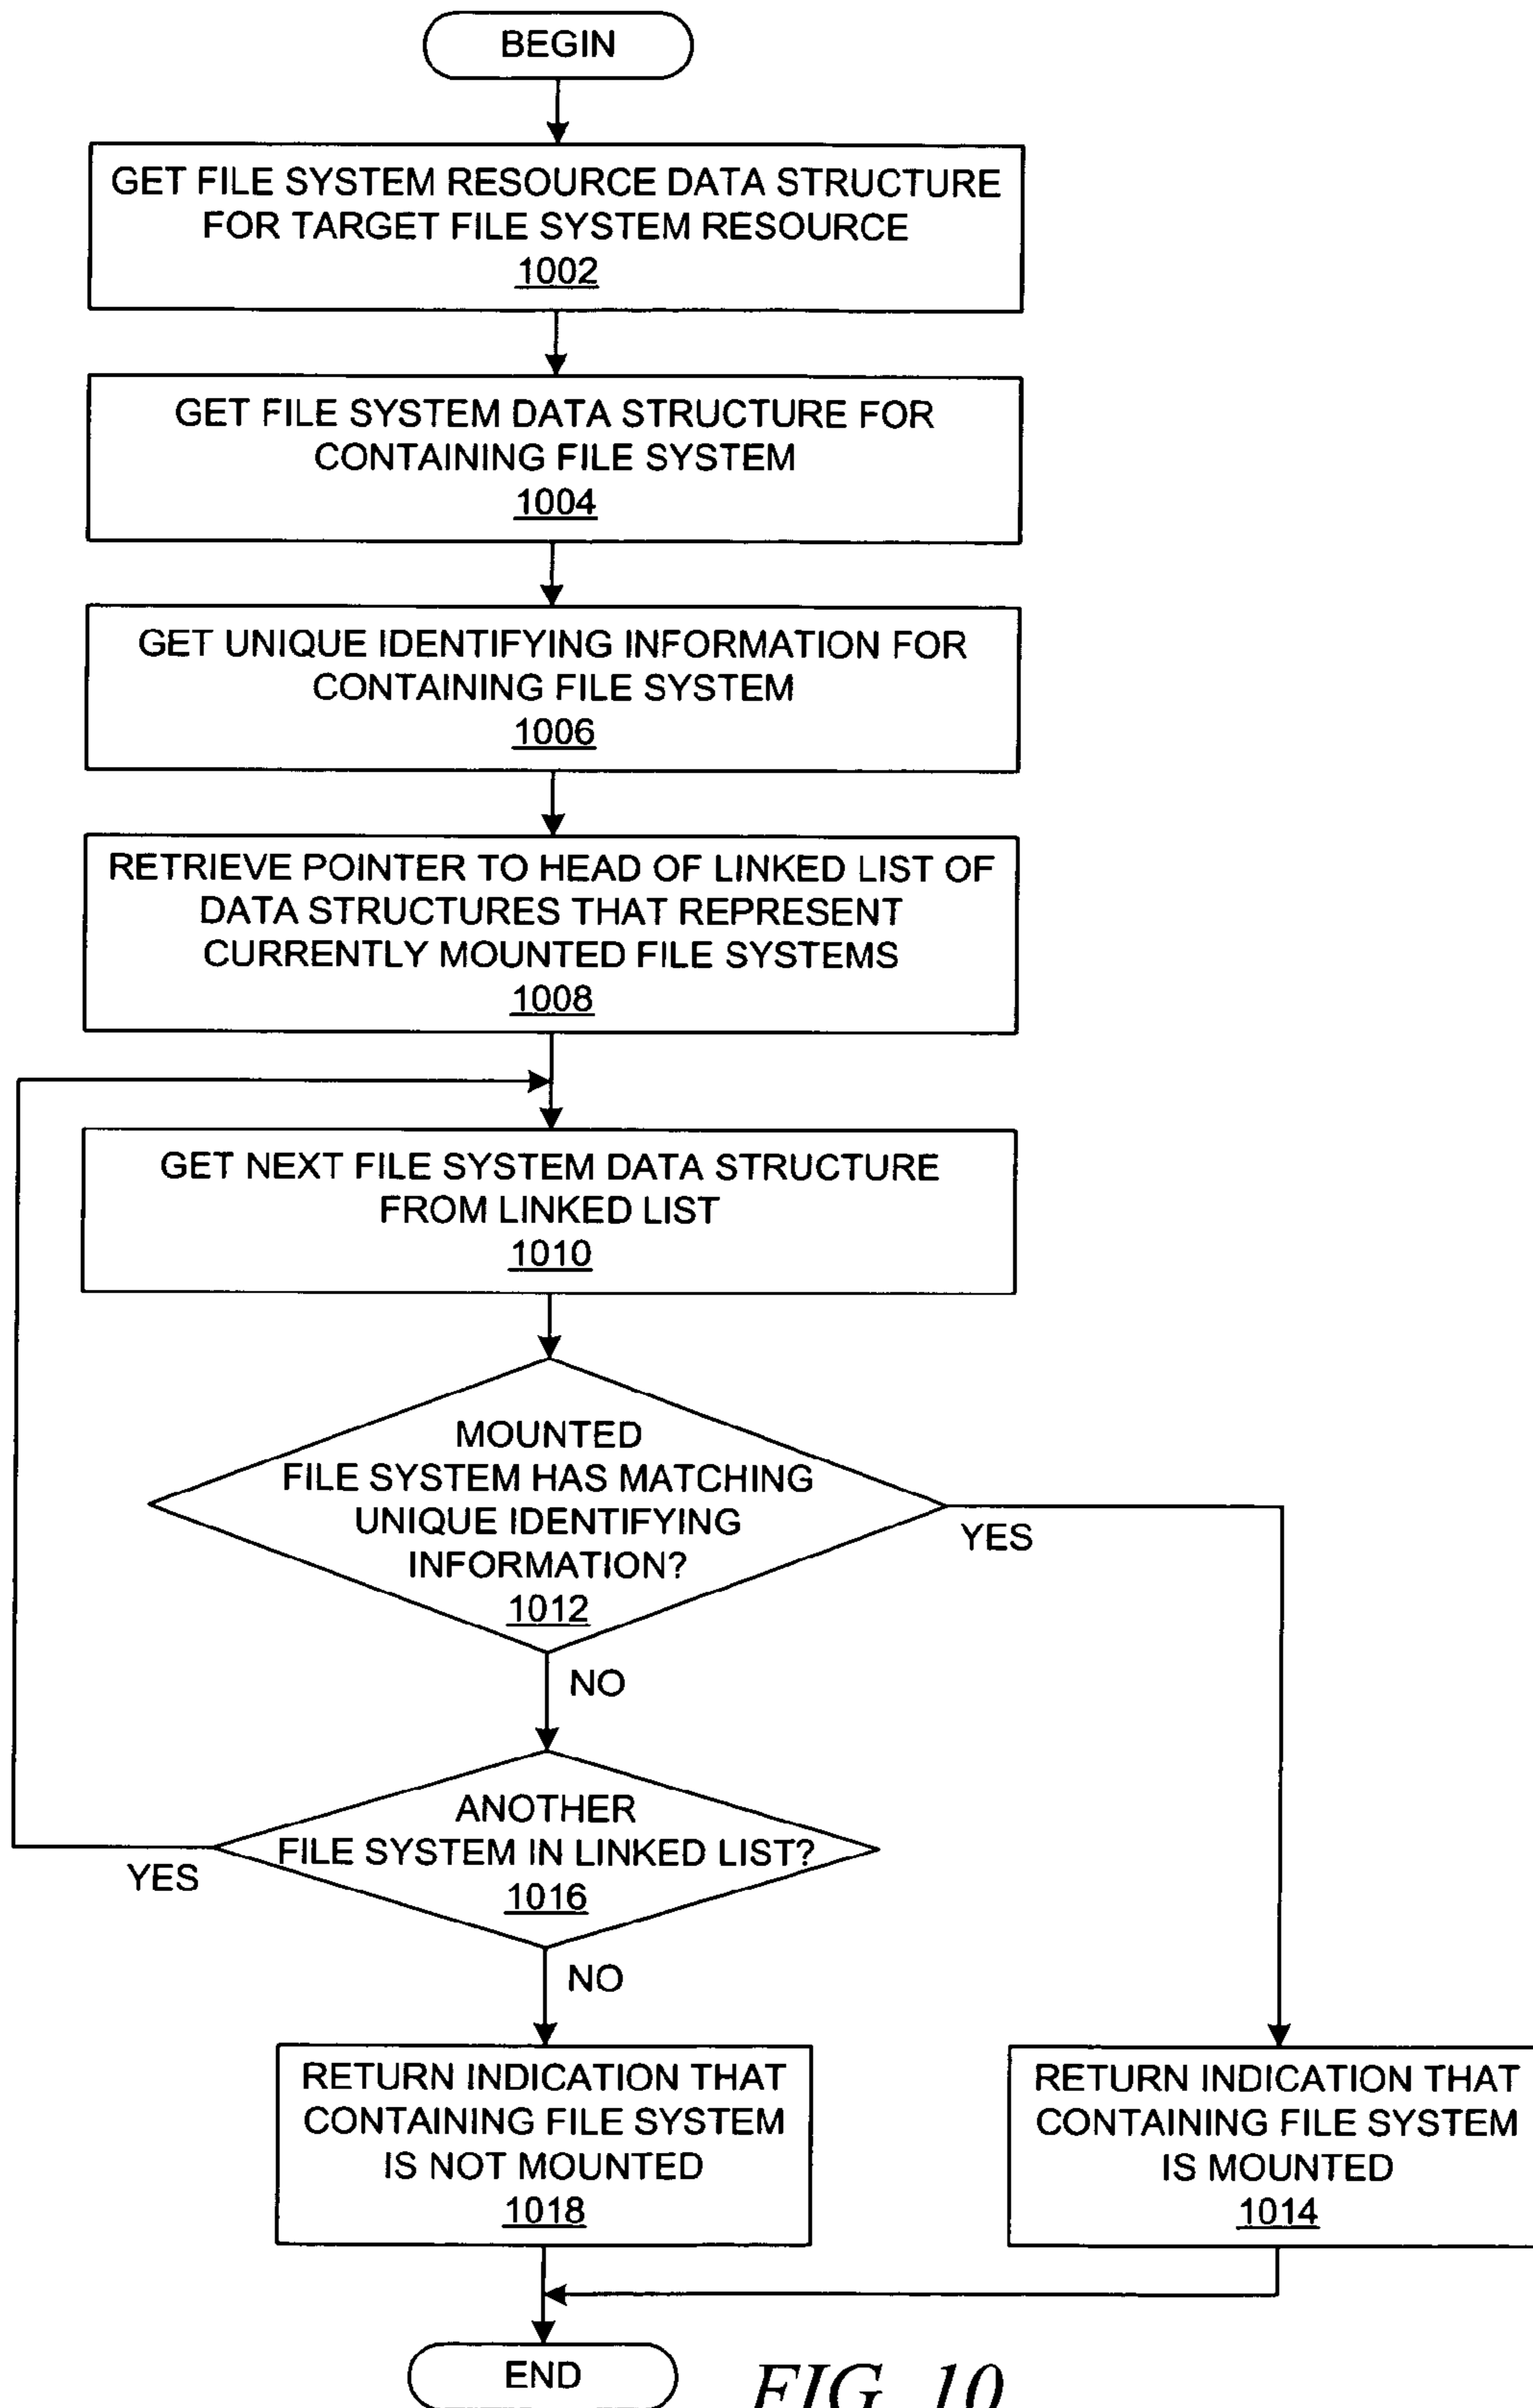 BEGIN
GET FILE SYSTEM RESOURCE DATA STRUCTURE
FOR TARGET FILE SYSTEM RESOURCE
1002
GET FILE SYSTEM DATA STRUCTURE FOR
CONTAINING FILE SYSTEM
1004
GET UNIQUE IDENTIFYING INFORMATION FOR
CONTAINING FILE SYSTEM
1006
RETRIEVE POINTER TO HEAD OF LINKED LIST OF
DATA STRUCTURES THAT REPRESENT
CURRENTLY MOUNTED FILE SYSTEMS
1008
GET NEXT FILE SYSTEM DATA STRUCTURE
FROM LINKED LIST
1010
MOUNTED
FILE SYSTEM HAS MATCHING
UNIQUE IDENTIFYING
INFORMATION?
1012
YES
NO
ANOTHER
FILE SYSTEM IN LINKED LIST?
1016
YES
NO
RETURN INDICATION THAT
CONTAINING FILE SYSTEM
IS NOT MOUNTED
1018
RETURN INDICATION THAT
CONTAINING FILE SYSTEM
IS MOUNTED
1014
END
FIG. 10